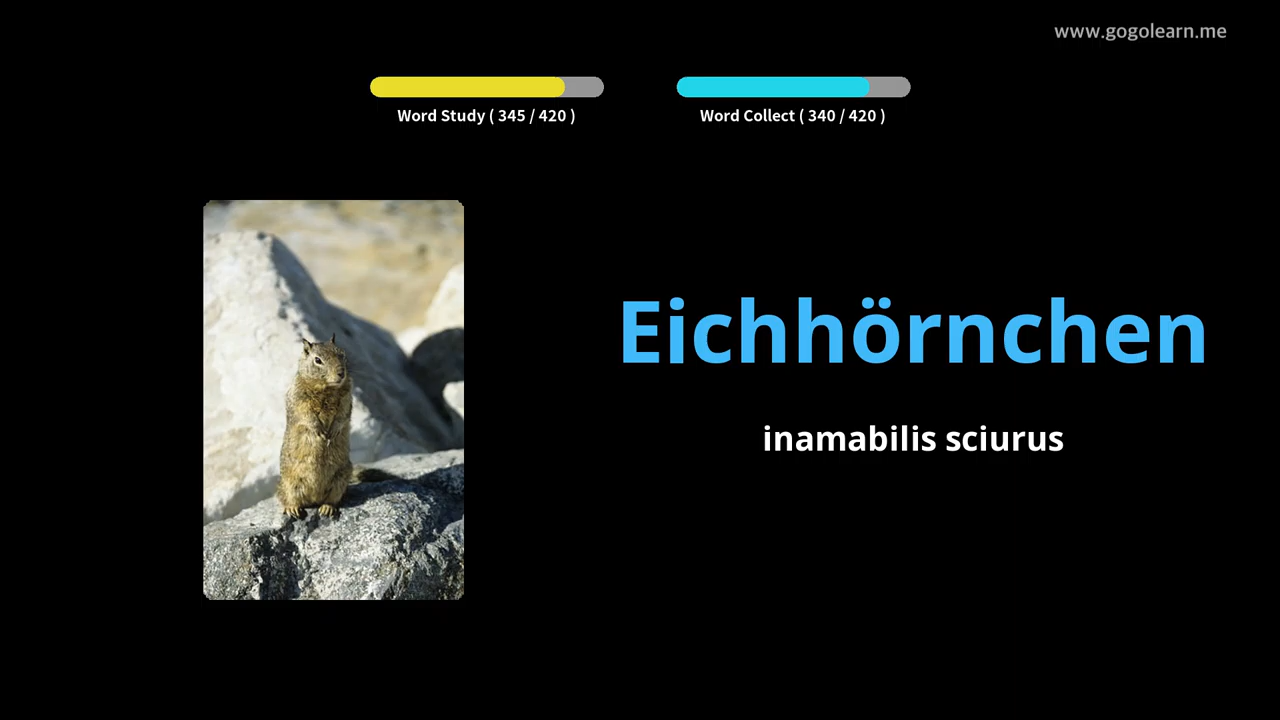 www.gogolearn.me
Word Study ( 345 / 420 )
Word Collect ( 340 / 420 )
Eichhörnchen
inamabilis sciurus